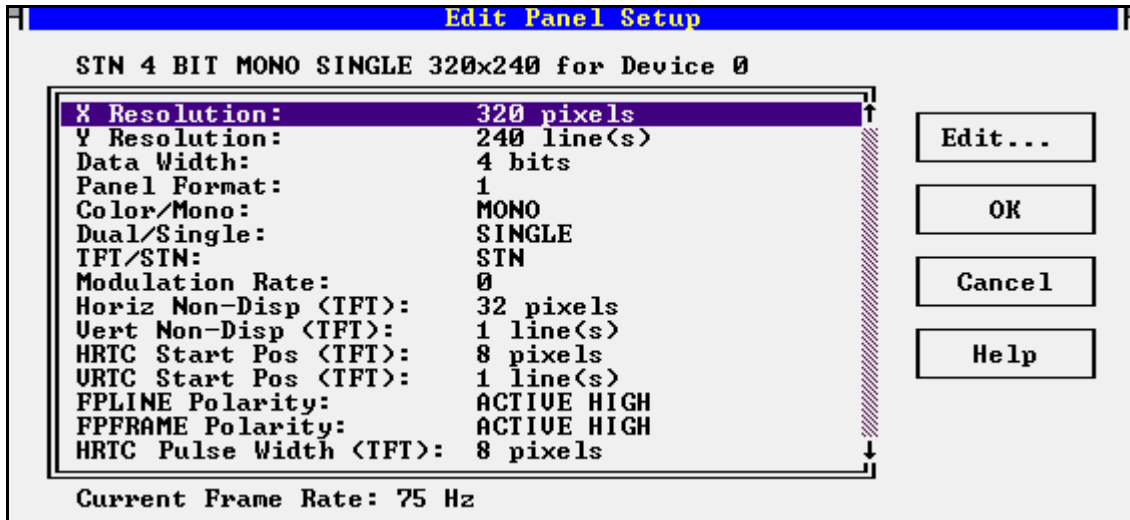 Edit Panel Setup
STN 4 BIT MONO SINGLE 320x240 for Device 0
X Resolution: 320 pixels
Y Resolution: 240 line(s)
Data Width: 4 bits
Panel Format: 1
Color/Mono: MONO
Dual/Single: SINGLE
TFT/STN: STN
Modulation Rate: 0
Horiz Non-Disp (TFT): 32 pixels
Vert Non-Disp (TFT): 1 line(s)
HRTC Start Pos (TFT): 8 pixels
VRTC Start Pos (TFT): 1 line(s)
FPLINE Polarity: ACTIVE HIGH
FPFRAME Polarity: ACTIVE HIGH
HRTC Pulse Width (TFT): 8 pixels
Edit...
OK
Cancel
Help
Current Frame Rate: 75 Hz